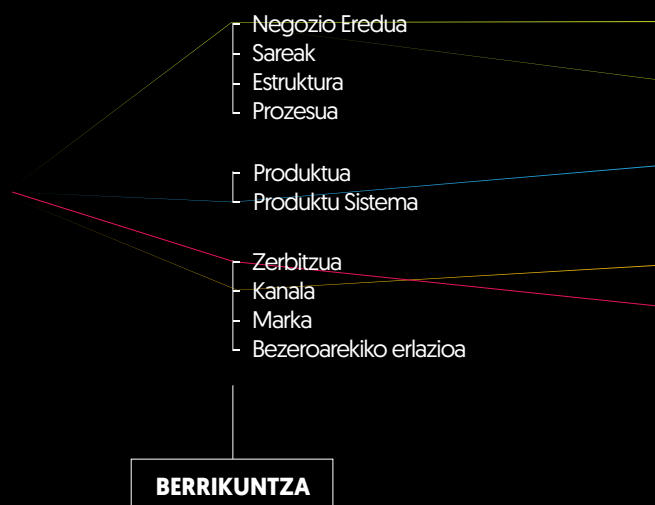 Negozio Eredua
Sareak
Estruktura
Prozesua
Produktua
Produktu Sistema
Zerbitzua
Kanala
Marka
Bezeroarekiko erlazioa
BERRIKUNTZA